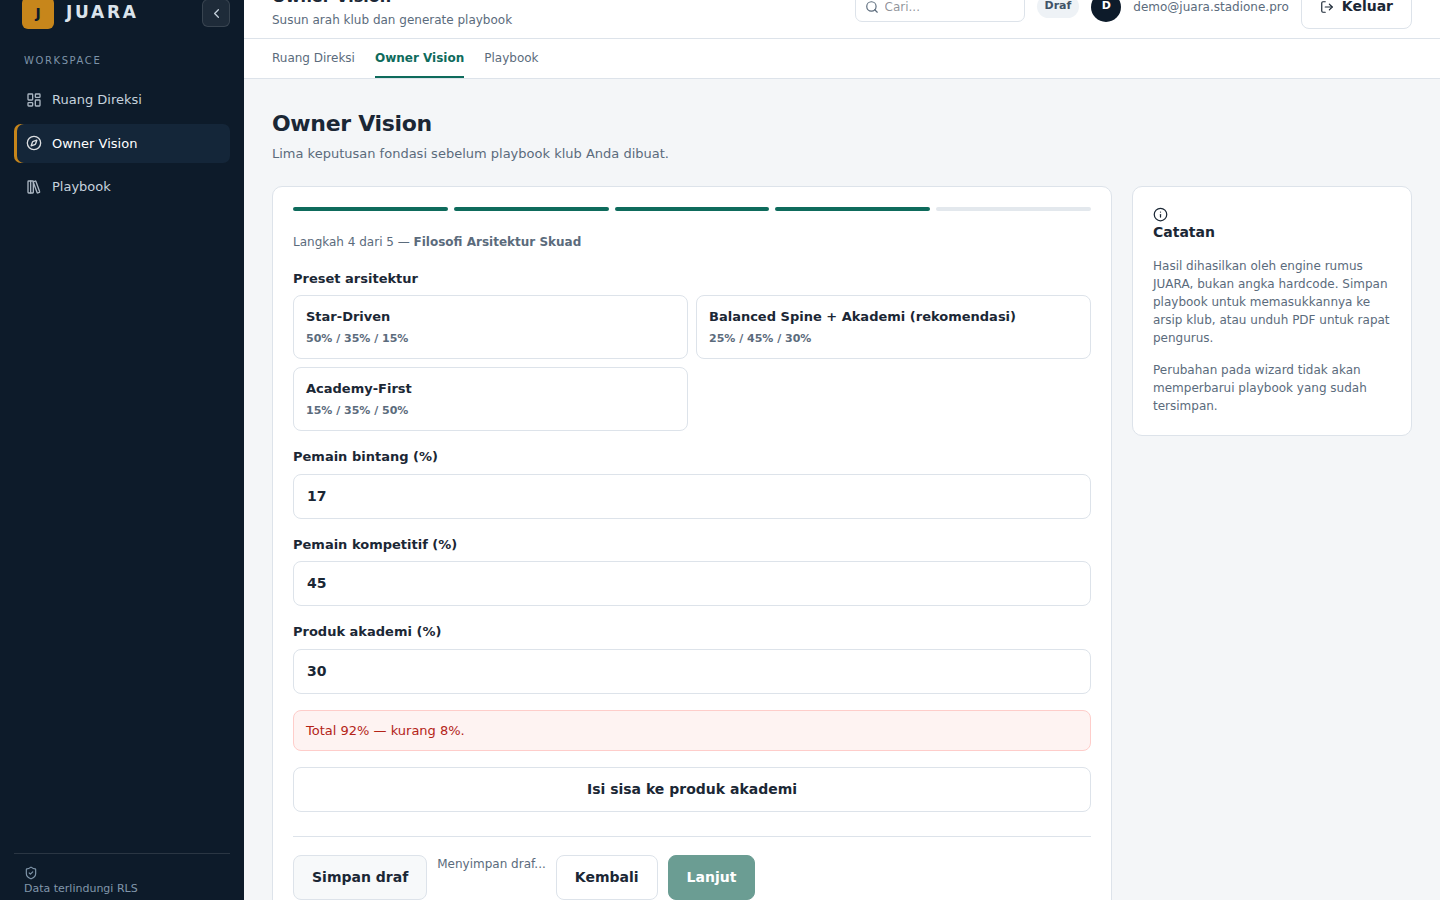 J JUARA
WORKSPACE
Ruang Direksi
Owner Vision
Playbook
Data terlindungi RLS
Owner Vision
Susun arah klub dan generate playbook
Cari...
Draf
D
demo@juara.stadione.pro
Keluar
Ruang Direksi Owner Vision Playbook
Owner Vision
Lima keputusan fondasi sebelum playbook klub Anda dibuat.
Langkah 4 dari 5 — Filosofi Arsitektur Skuad
Preset arsitektur
Star-Driven
50% / 35% / 15%
Balanced Spine + Akademi (rekomendasi)
25% / 45% / 30%
Academy-First
15% / 35% / 50%
Pemain bintang (%)
17
Pemain kompetitif (%)
45
Produk akademi (%)
30
Total 92% — kurang 8%.
Isi sisa ke produk akademi
Simpan draf
Menyimpan draf...
Kembali
Lanjut
Catatan
Hasil dihasilkan oleh engine rumus
JUARA, bukan angka hardcode. Simpan
playbook untuk memasukkannya ke
arsip klub, atau unduh PDF untuk rapat
pengurus.
Perubahan pada wizard tidak akan
memperbarui playbook yang sudah
tersimpan.